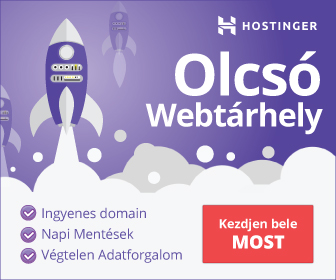 HOSTINGER
Olcsó
Webtárhely
Ingyenes domain
Napi Mentések
Végtelen Adatforgalom
Kezdjen bele
MOST